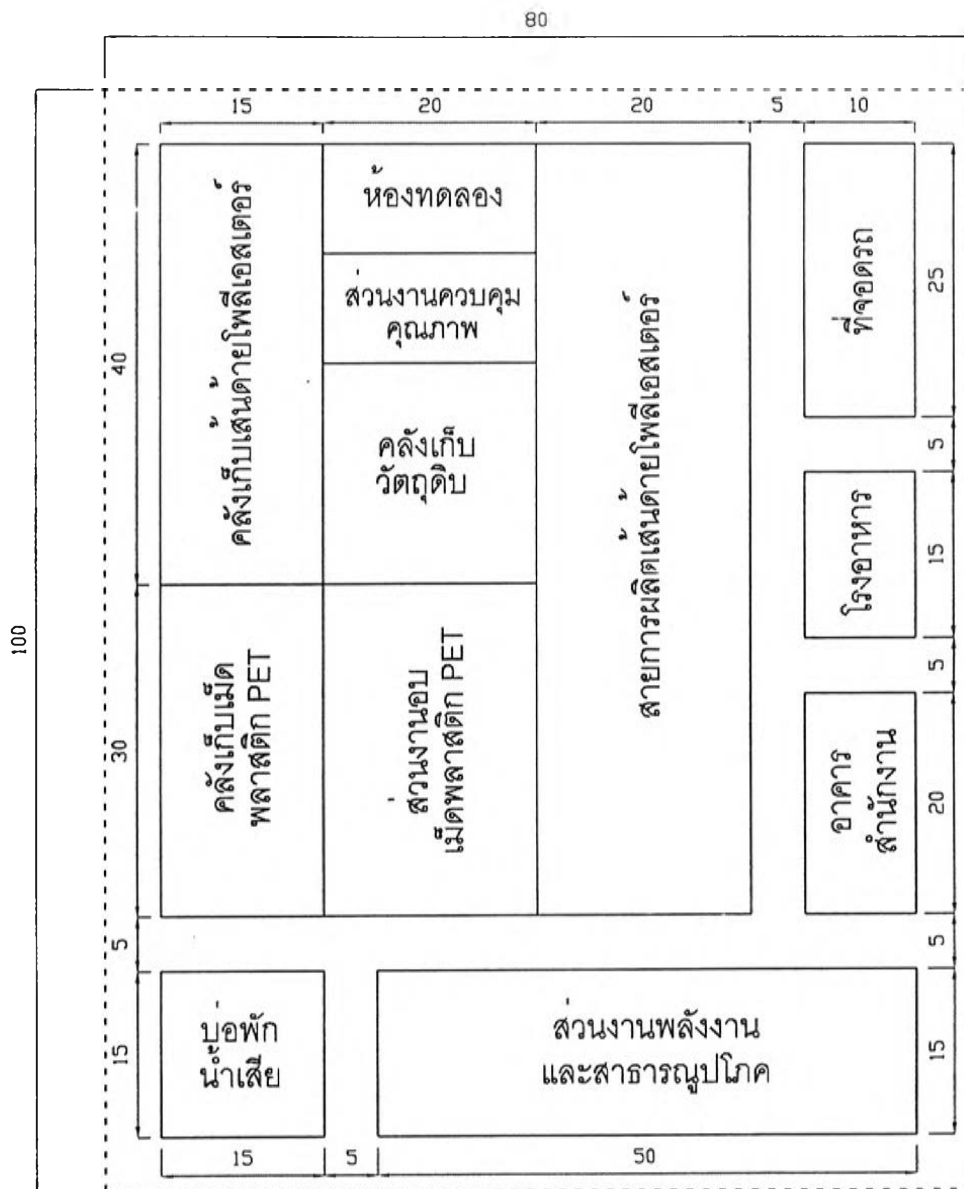 80
15
20
20
5
10
100
40
30
5
15
คลังเก็บเส้นด้ายโพลีเอสเตอร์
ห้องทดลอง
ส่วนงานควบคุม
คุณภาพ
คลังเก็บ
วัตถุดิบ
สายการผลิตเส้นด้ายโพลีเอสเตอร์
ที่จอดรถ
25
5
โรงอาหาร
15
5
คลังเก็บเม็ด
พลาสติก PET
ส่วนงานอบ
เม็ดพลาสติก PET
อาคาร
สำนักงาน
20
5
บ่อพัก
น้ำเสีย
ส่วนงานพลังงาน
และสาธารณูปโภค
15
15
5
50